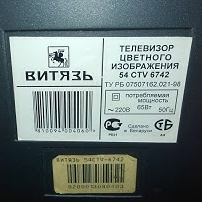 ВИТЯЗЬ
ТЕЛЕВИЗОР
ЦВЕТНОГО
ИЗОБРАЖЕНИЯ
54 CTV 6742
ТУ РБ 07507162.021-98
потребляемая
мощность
~220В 65Вт 50Гц
Сделано
в Беларуси
4810094004060
ВИТЯЗЬ 54CTV-6742